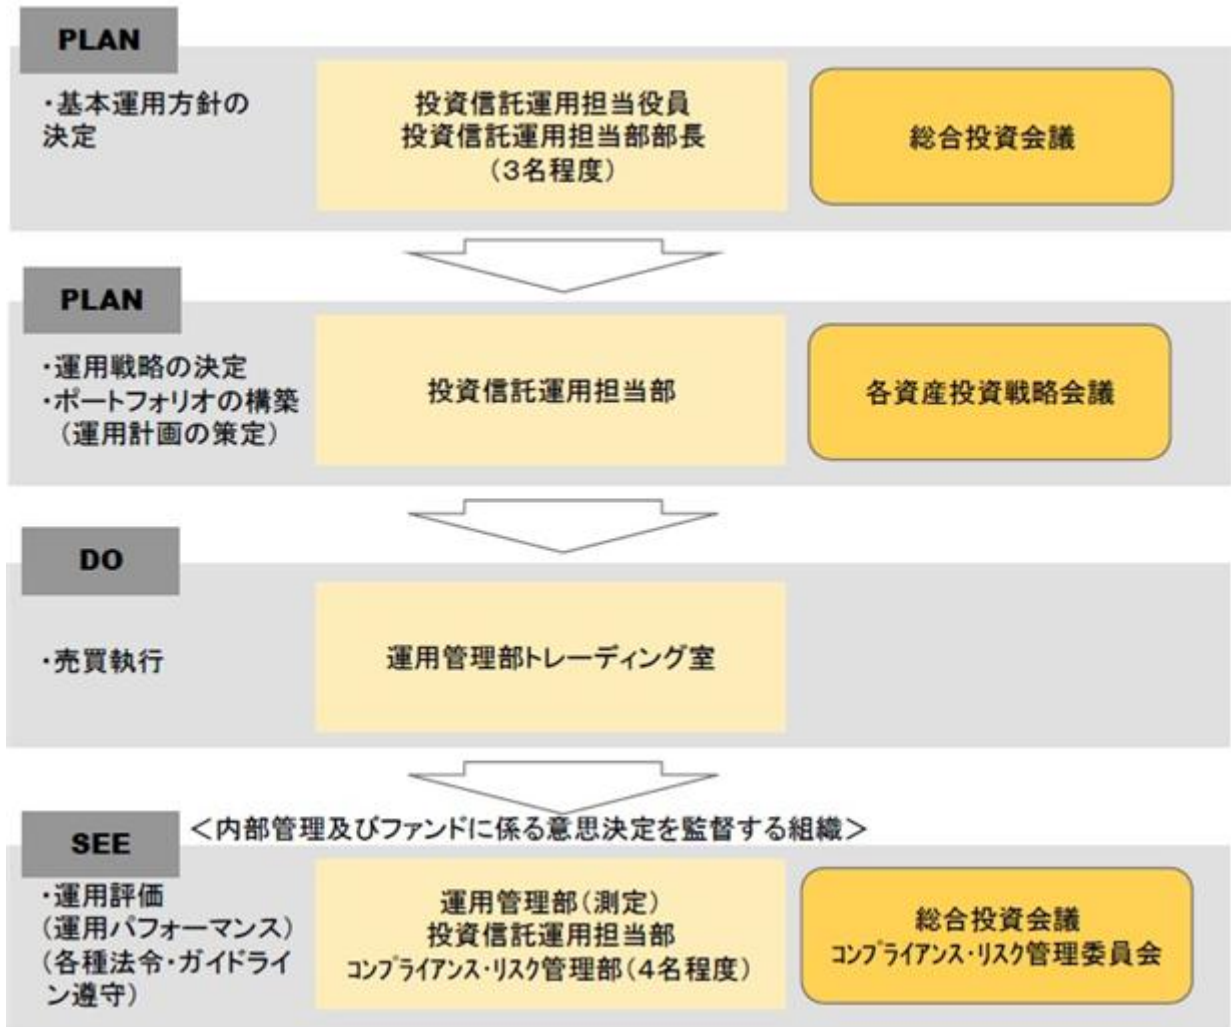 PLAN
・基本運用方針の
決定
投資信託運用担当役員
投資信託運用担当部部長
(3名程度)
総合投資会議
PLAN
・運用戦略の決定
・ポートフォリオの構築
(運用計画の策定)
投資信託運用担当部
各資産投資戦略会議
DO
・売買執行
運用管理部トレーディング室
SEE
<内部管理及びファンドに係る意思決定を監督する組織>
・運用評価
(運用パフォーマンス)
(各種法令・ガイドライ
ン遵守)
運用管理部(測定)
投資信託運用担当部
コンプライアンス・リスク管理部(4名程度)
総合投資会議
コンプライアンス・リスク管理委員会